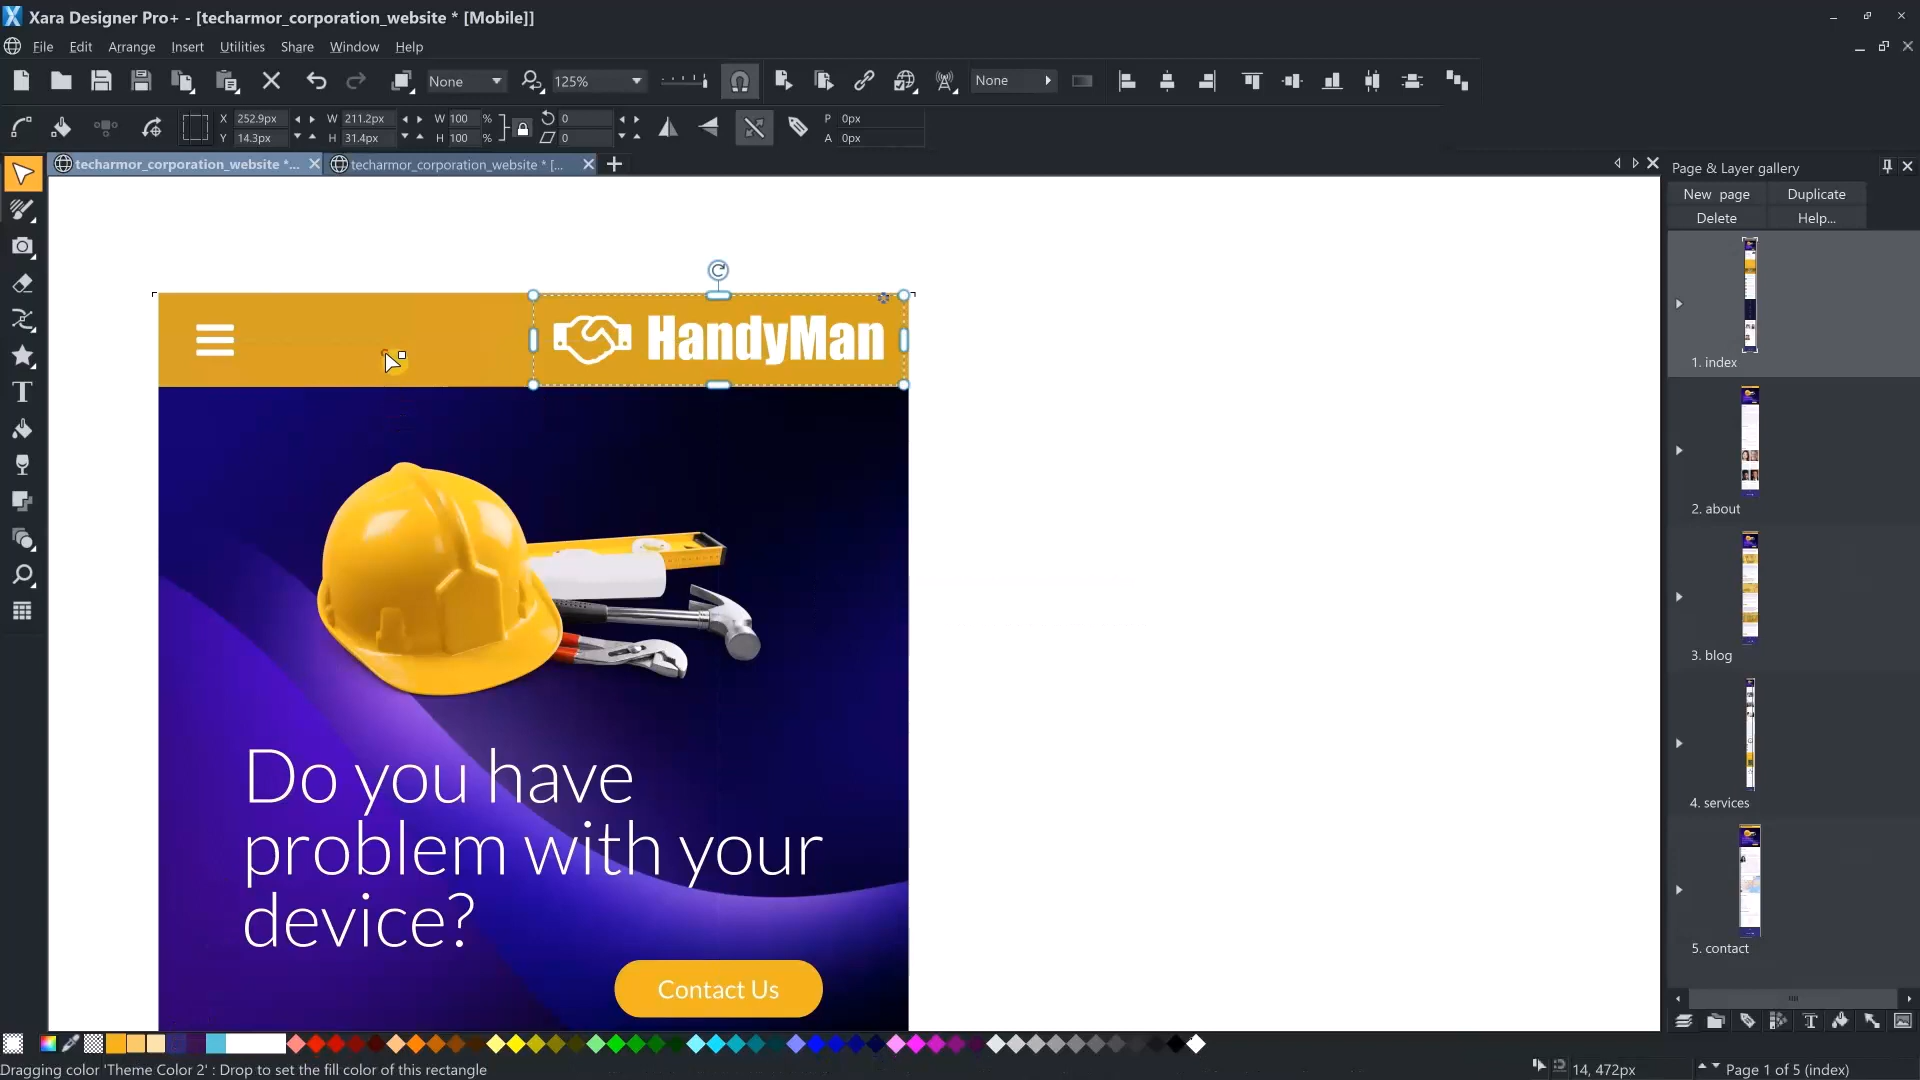 Xara Designer Pro+ - [techarmor_corporation_website * [Mobile]]
File Edit Arrange Insert Utilities Share Window Help
None 125% None
X 252.9px W 211.2px W 100 % 0 P 0px
Y 14.3px H 31.4px H 100 % 0 A 0px
techarmor_corporation_website *... techarmor_corporation_website * [...
Page & Layer gallery
New page Duplicate
Delete Help...
HandyMan
1. index
2. about
3. blog
4. services
5. contact
Do you have
problem with your
device?
Contact Us
Dragging color 'Theme Color 2' : Drop to set the fill color of this rectangle
14, 472px Page 1 of 5 (index)